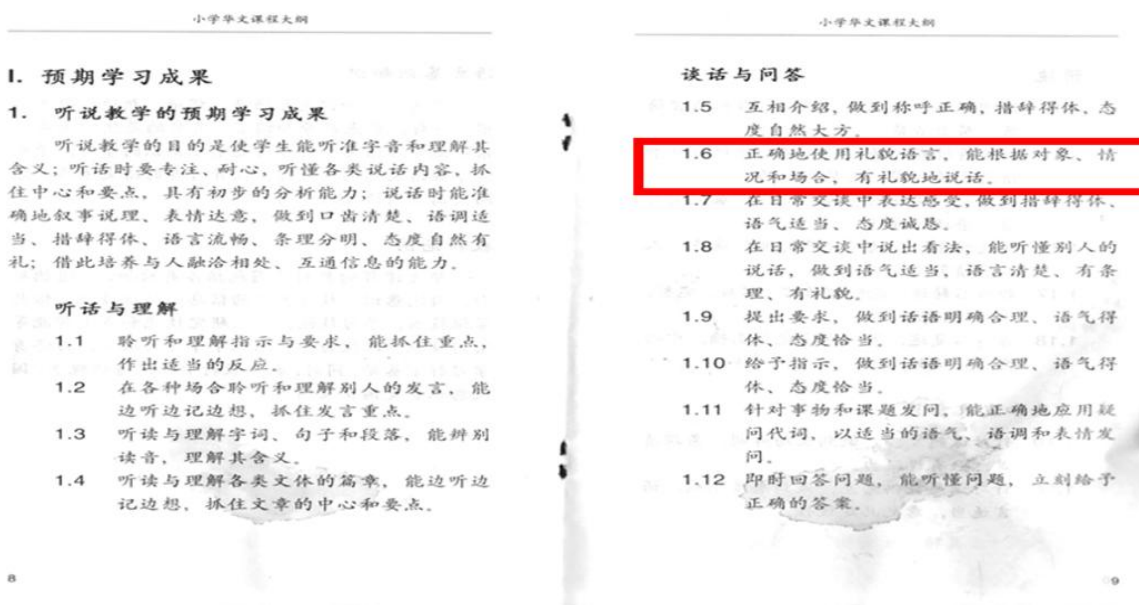 小学华文课程大纲
I. 预期学习成果
1. 听说教学的预期学习成果
听说教学的目的是使学生能听准字音和理解其
含义；听话时要专注、耐心，听懂各类说话内容，抓
住中心和要点，具有初步的分析能力；说话时能准
确地叙事说理、表情达意，做到口齿清楚、语调适
当、措辞得体、语言流畅、条理分明、态度自然有
礼；借此培养与人融洽相处、互通信息的能力。
听话与理解
1.1 聆听和理解指示与要求，能抓住重点，
作出适当的反应。
1.2 在各种场合聆听和理解别人的发言，能
边听边记边想，抓住发言重点。
1.3 听读与理解字词、句子和段落，能辨别
读音，理解其含义。
1.4 听读与理解各类文体的篇章，能边听边
记边想，抓住文章的中心和要点。
8
小学华文课程大纲
谈话与问答
1.5 互相介绍，做到称呼正确，措辞得体，态
度自然大方。
1.6 正确地使用礼貌语言，能根据对象、情
况和场合，有礼貌地说话。
1.7 在日常交谈中表达感受，做到措辞得体、
语气适当、态度诚恳。
1.8 在日常交谈中说出看法，能听懂别人的
说话，做到语气适当，语言清楚、有条
理、有礼貌。
1.9 提出要求，做到话语明确合理、语气得
体、态度恰当。
1.10 给予指示，做到话语明确合理、语气得
体、态度恰当。
1.11 针对事物和课题发问，能正确地应用疑
问代词，以适当的语气、语调和表情发
问。
1.12 即时回答问题，能听懂问题，立刻给予
正确的答案。
9